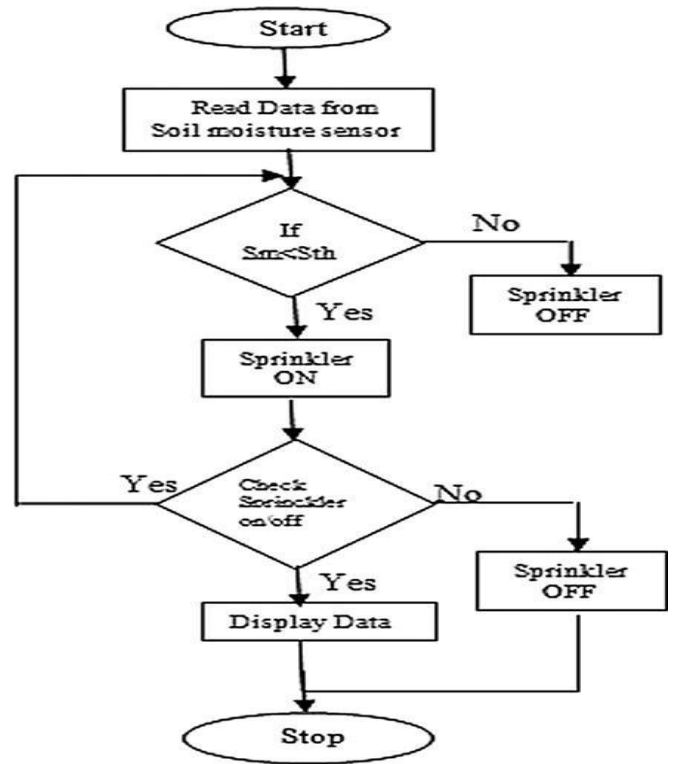 Start
Read Data from
Soil moisture sensor
If
Sm<Sth
No
Sprinkler
OFF
Yes
Sprinkler
ON
Yes
Check
Sprinckler
on/off
No
Sprinkler
OFF
Yes
Display Data
Stop